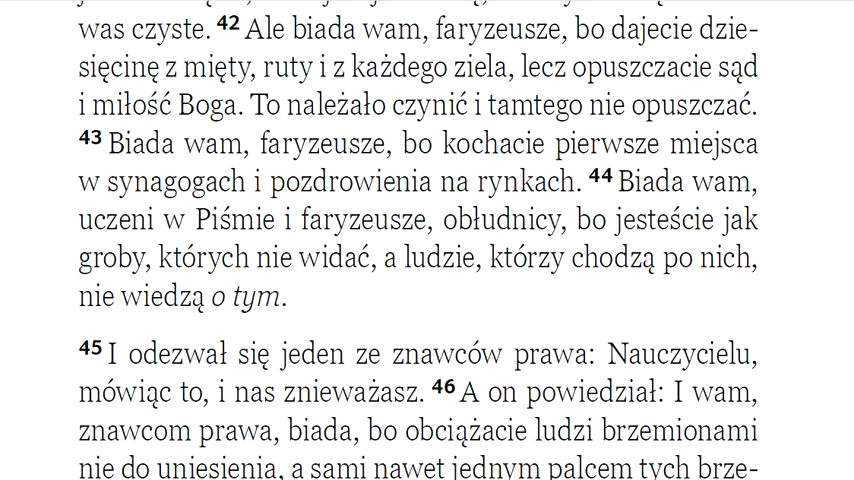 was czyste. 42 Ale biada wam, faryzeusze, bo dajecie dzie-
sięcinę z mięty, ruty i z każdego ziela, lecz opuszczacie sąd
i miłość Boga. To należało czynić i tamtego nie opuszczać.
43 Biada wam, faryzeusze, bo kochacie pierwsze miejsca
w synagogach i pozdrowienia na rynkach. 44 Biada wam,
uczeni w Piśmie i faryzeusze, obłudnicy, bo jesteście jak
groby, których nie widać, a ludzie, którzy chodzą po nich,
nie wiedzą o tym.
45 I odezwał się jeden ze znawców prawa: Nauczycielu,
mówiąc to, i nas znieważasz. 46 A on powiedział: I wam,
znawcom prawa, biada, bo obciążacie ludzi brzemionami
nie do uniesienia, a sami nawet jednym palcem tych brze-